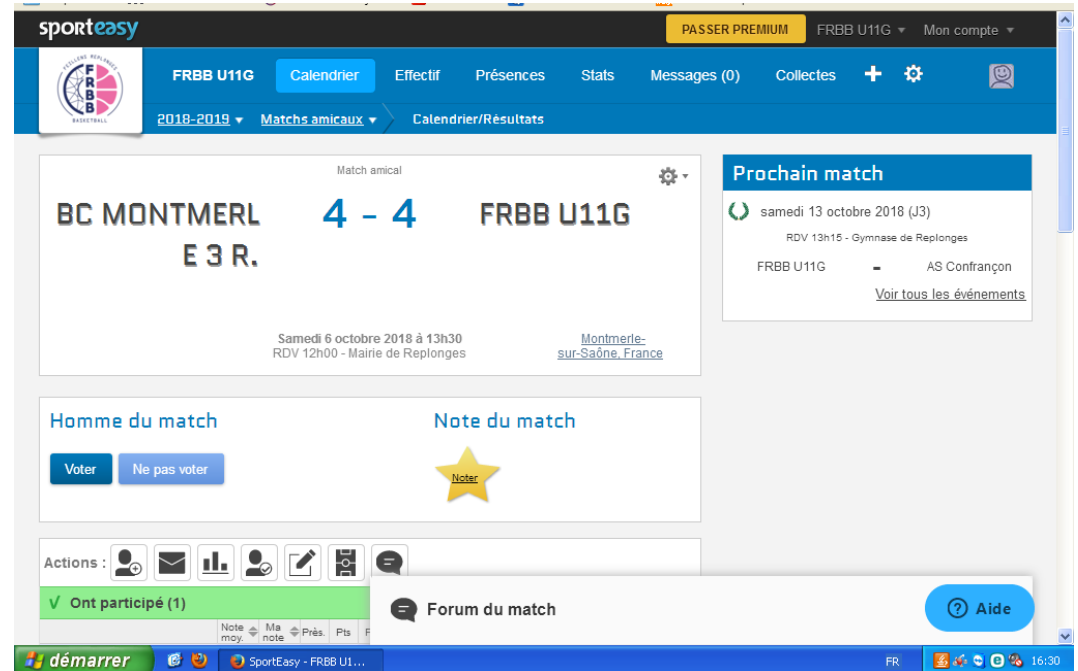 sporteasy
PASSER PREMIUM FRBB U11G Mon compte
FRBB U11G Calendrier Effectif Présences Stats Messages (0) Collectes
FRBB
BASKETBALL
2018-2019 Matchs amicaux Calendrier/Résultats
Match amical
BC MONTMERL
E 3 R.
4 - 4
FRBB U11G
Samedi 6 octobre 2018 à 13h30
RDV 12h00 - Mairie de Replonges
Montmerle-
sur-Saône, France
Prochain match
samedi 13 octobre 2018 (J3)
RDV 13h15 - Gymnase de Replonges
FRBB U11G - AS Confrançon
Voir tous les événements
Homme du match
Voter Ne pas voter
Note du match
Noter
Actions :
Ont participé (1)
Note moy. Ma note Prés. Pts
Forum du match
Aide
démarrer
SportEasy - FRBB U1...
FR
16:30